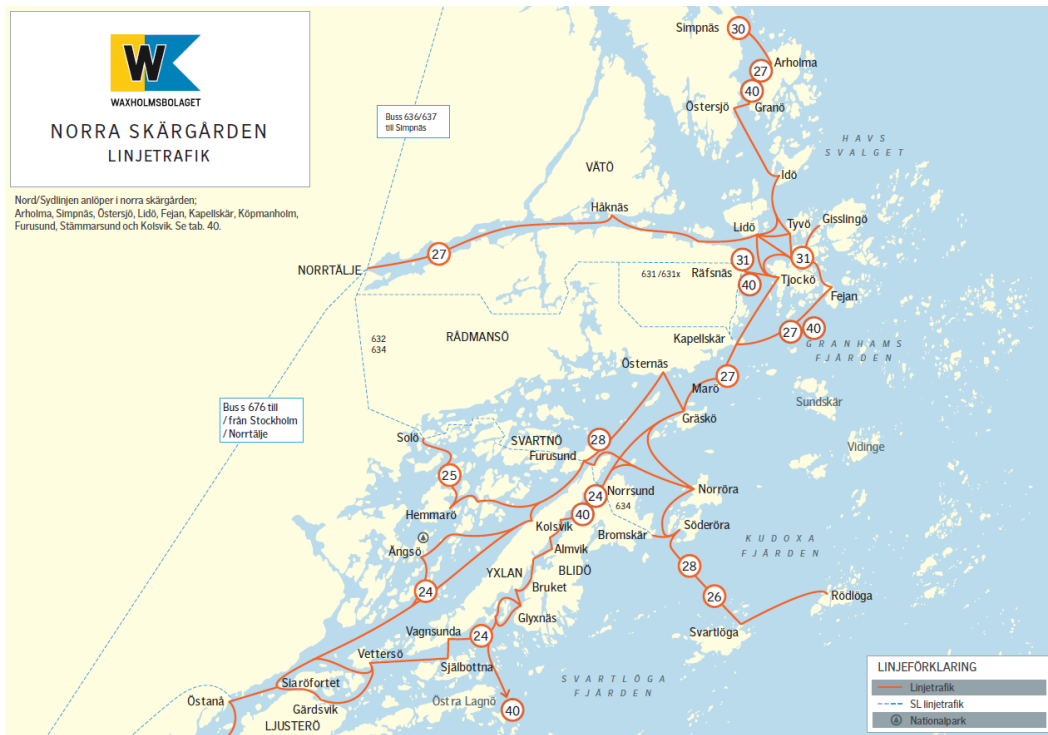 W
WAXHOLMSBOLAGET
NORRA SKÄRGÅRDEN
LINJETRAFIK
Nord/Sydlinjen anlöper i norra skärgården;
Arholma, Simpnäs, Östersjö, Lidö, Fejan, Kapellskär, Köpmanholm,
Furusund, Stämmarsund och Kolsvik. Se tab. 40.
Simpnäs
30
Arholma
27
40
Östersjö
Granö
Buss 636/637
till Simpnäs
HAVS
SVALGET
VÄTÖ
Idö
Håknäs
Lidö
Tyvö
Gisslingö
27
NORRTÄLJE
31
31
631/631x
Räfsnäs
40
Tjockö
Fejan
632
634
RÅDMANSÖ
Kapellskär
27
40
GRANHAMS
FJÄRDEN
Östernäs
27
Marö
Sundskär
Buss 676 till
/från Stockholm
/Norrtälje
Gräskö
Solö
SVARTNÖ
28
Furusund
Vidinge
25
24
Norrsund
Norröra
634
Hemmarö
40
Kolsvik
Bromskär
Söderöra
KUDOXA
FJÄRDEN
Ängsö
Almvik
28
YXLAN
BLIDÖ
24
Bruket
26
Rödlöga
Glyxnäs
Vagnsunda
24
Svartlöga
Vettersö
Själbottna
Siaröfortet
SVARTLÖGA
FJÄRDEN
Östanå
Gärdsvik
Östra Lagnö
40
LJUSTERÖ
LINJEFÖRKLARING
Linjetrafik
SL linjetrafik
Nationalpark